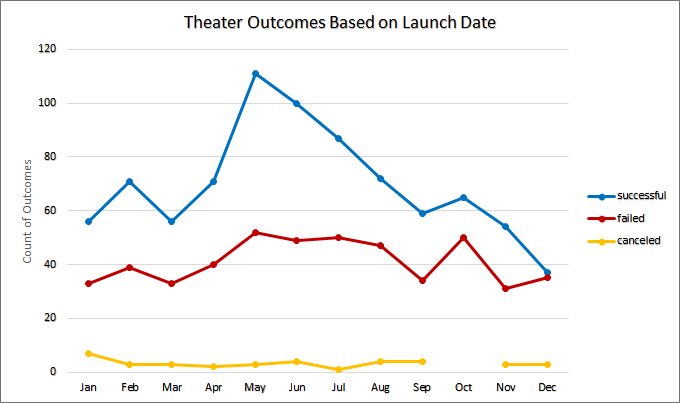 Theater Outcomes Based on Launch Date
120
100
80
60
40
20
0
Count of Outcomes
Jan Feb Mar Apr May Jun Jul Aug Sep Oct Nov Dec
successful
failed
canceled